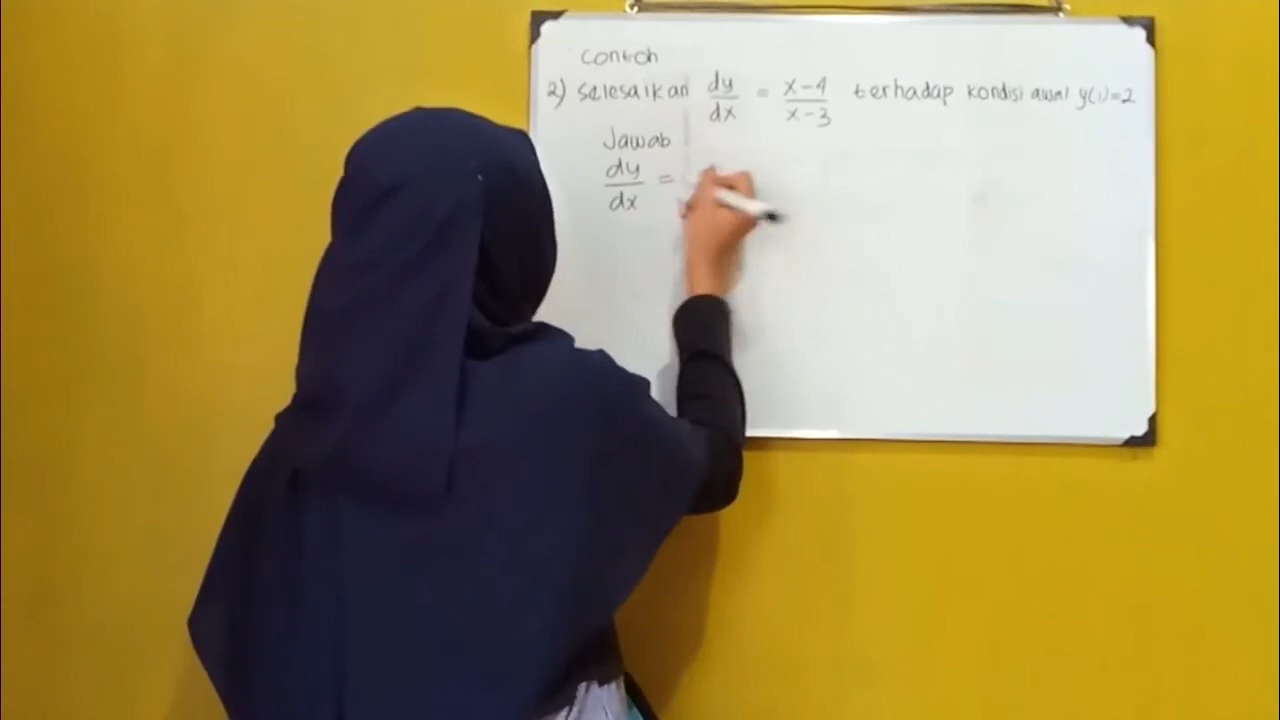 Contoh
2) Selesaikan dy/dx = x-4/x-3 terhadap kondisi awal y(1)=2
Jawab
dy/dx =